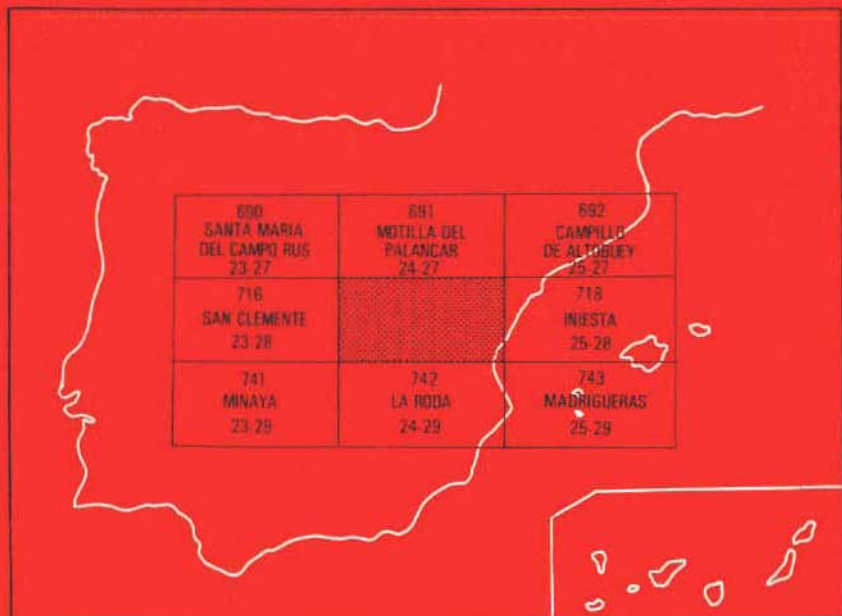 690
SANTA MARIA
DEL CAMPO RUS
23-27
691
MOTILLA DEL
PALANCAR
24-27
692
CAMPILLO
DE ALTOBUEY
25-27
716
SAN CLEMENTE
23-28
718
INIESTA
25-28
741
MINAYA
23-29
742
LA RODA
24-29
743
MADRIGUERAS
25-29